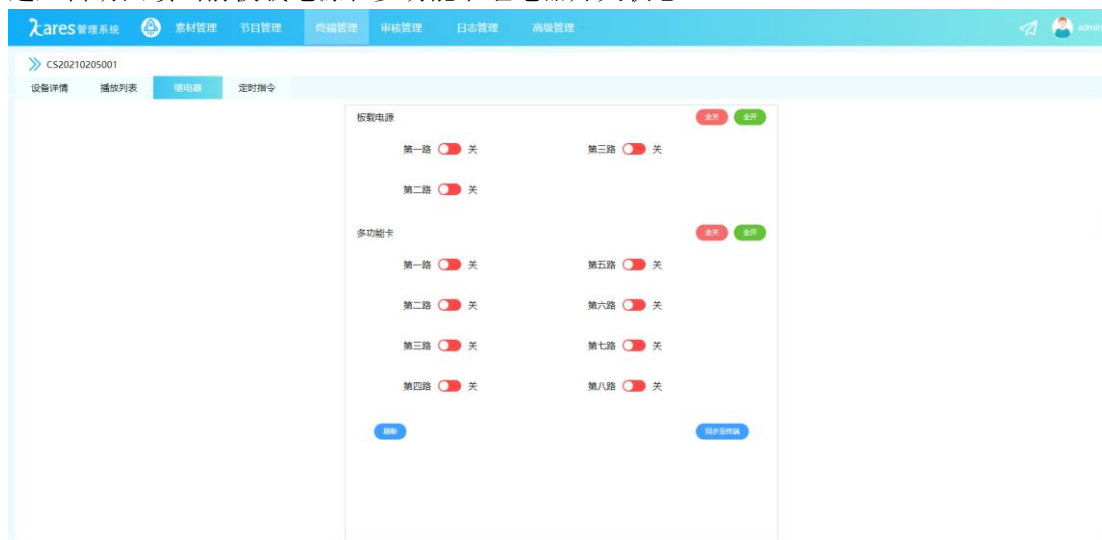 λares管理系统 素材管理 节目管理 终端管理 审核管理 日志管理 高级管理 admin
CS20210205001
设备详情 播放列表 继电器 定时指令
板载电源 全关 全开
第一路 关 第三路 关
第二路 关
多功能卡 全关 全开
第一路 关 第五路 关
第二路 关 第六路 关
第三路 关 第七路 关
第四路 关 第八路 关
刷新 同步至终端